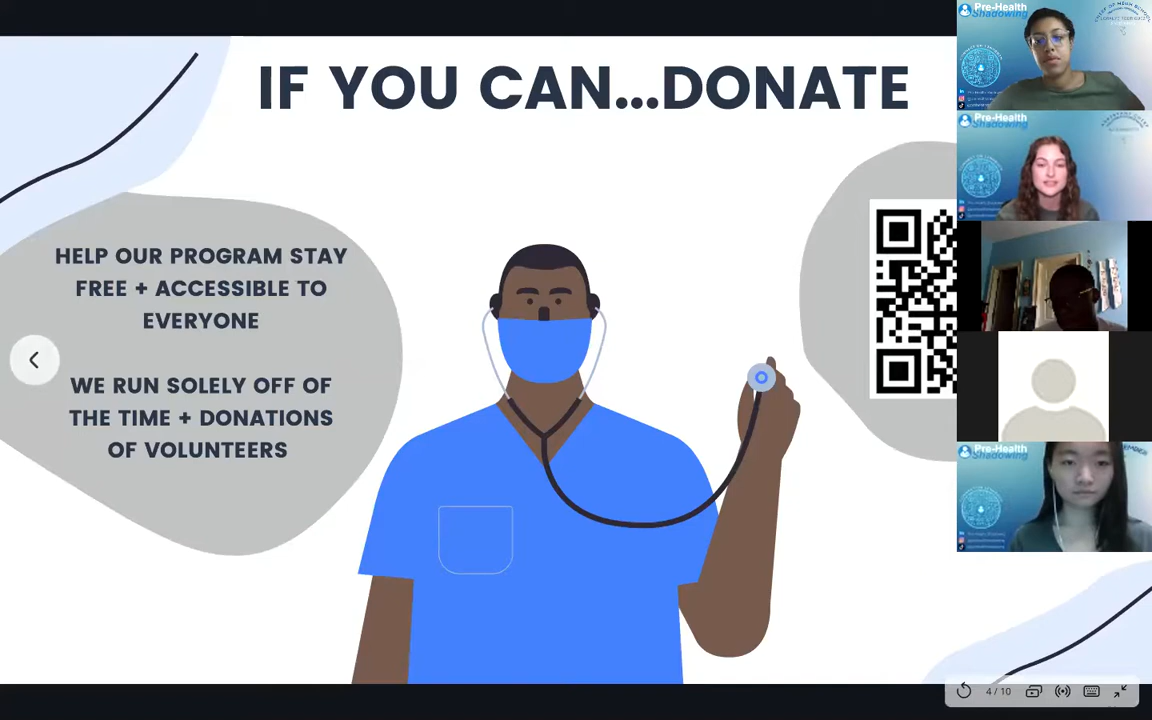 IF YOU CAN...DONATE
HELP OUR PROGRAM STAY
FREE + ACCESSIBLE TO
EVERYONE
WE RUN SOLELY OFF OF
THE TIME + DONATIONS
OF VOLUNTEERS
Pre-Health
Shadowing
Pre-Health
Shadowing
Pre-Health
Shadowing
4 / 10